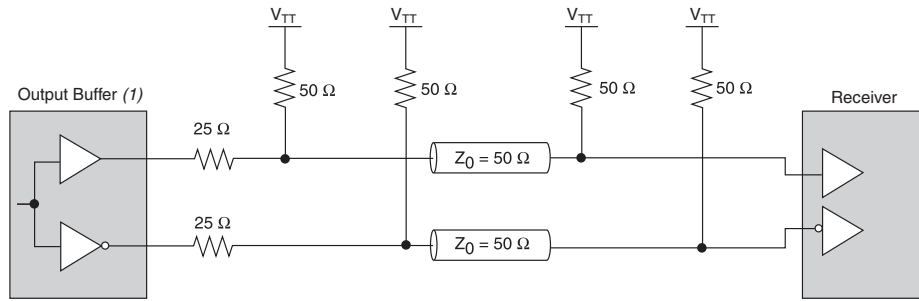 V_TT V_TT V_TT V_TT
50 Ω 50 Ω 50 Ω 50 Ω
Output Buffer (1)
Receiver
25 Ω
Z_0 = 50 Ω
25 Ω
Z_0 = 50 Ω